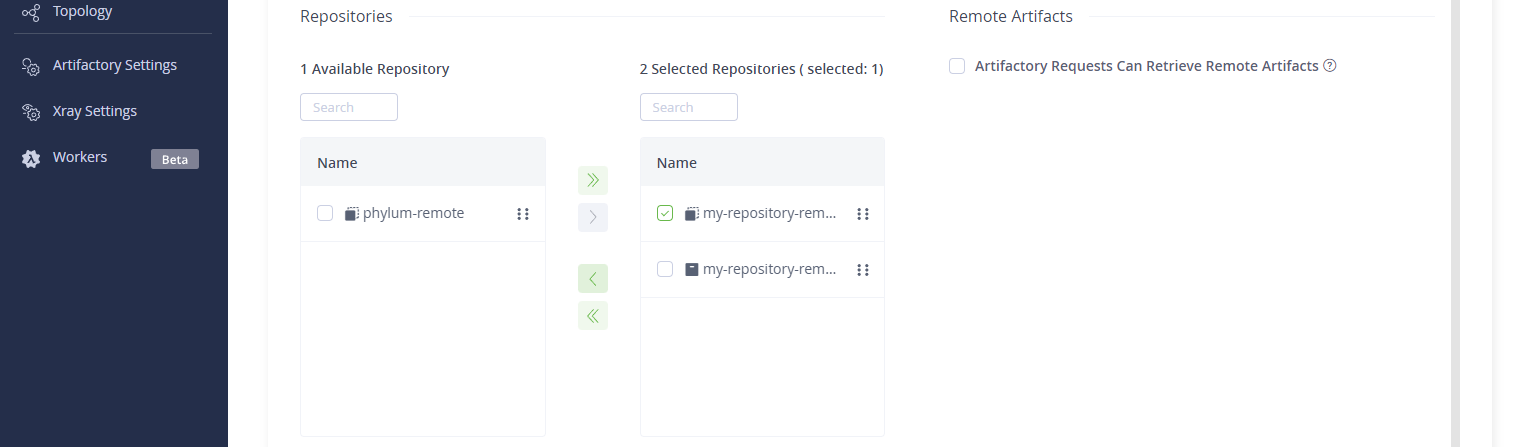 Topology
Artifactory Settings
Xray Settings
Workers Beta
Repositories
1 Available Repository
Search
Name
phylum-remote
2 Selected Repositories ( selected: 1)
Search
Name
my-repository-rem...
my-repository-rem...
Remote Artifacts
Artifactory Requests Can Retrieve Remote Artifacts ?